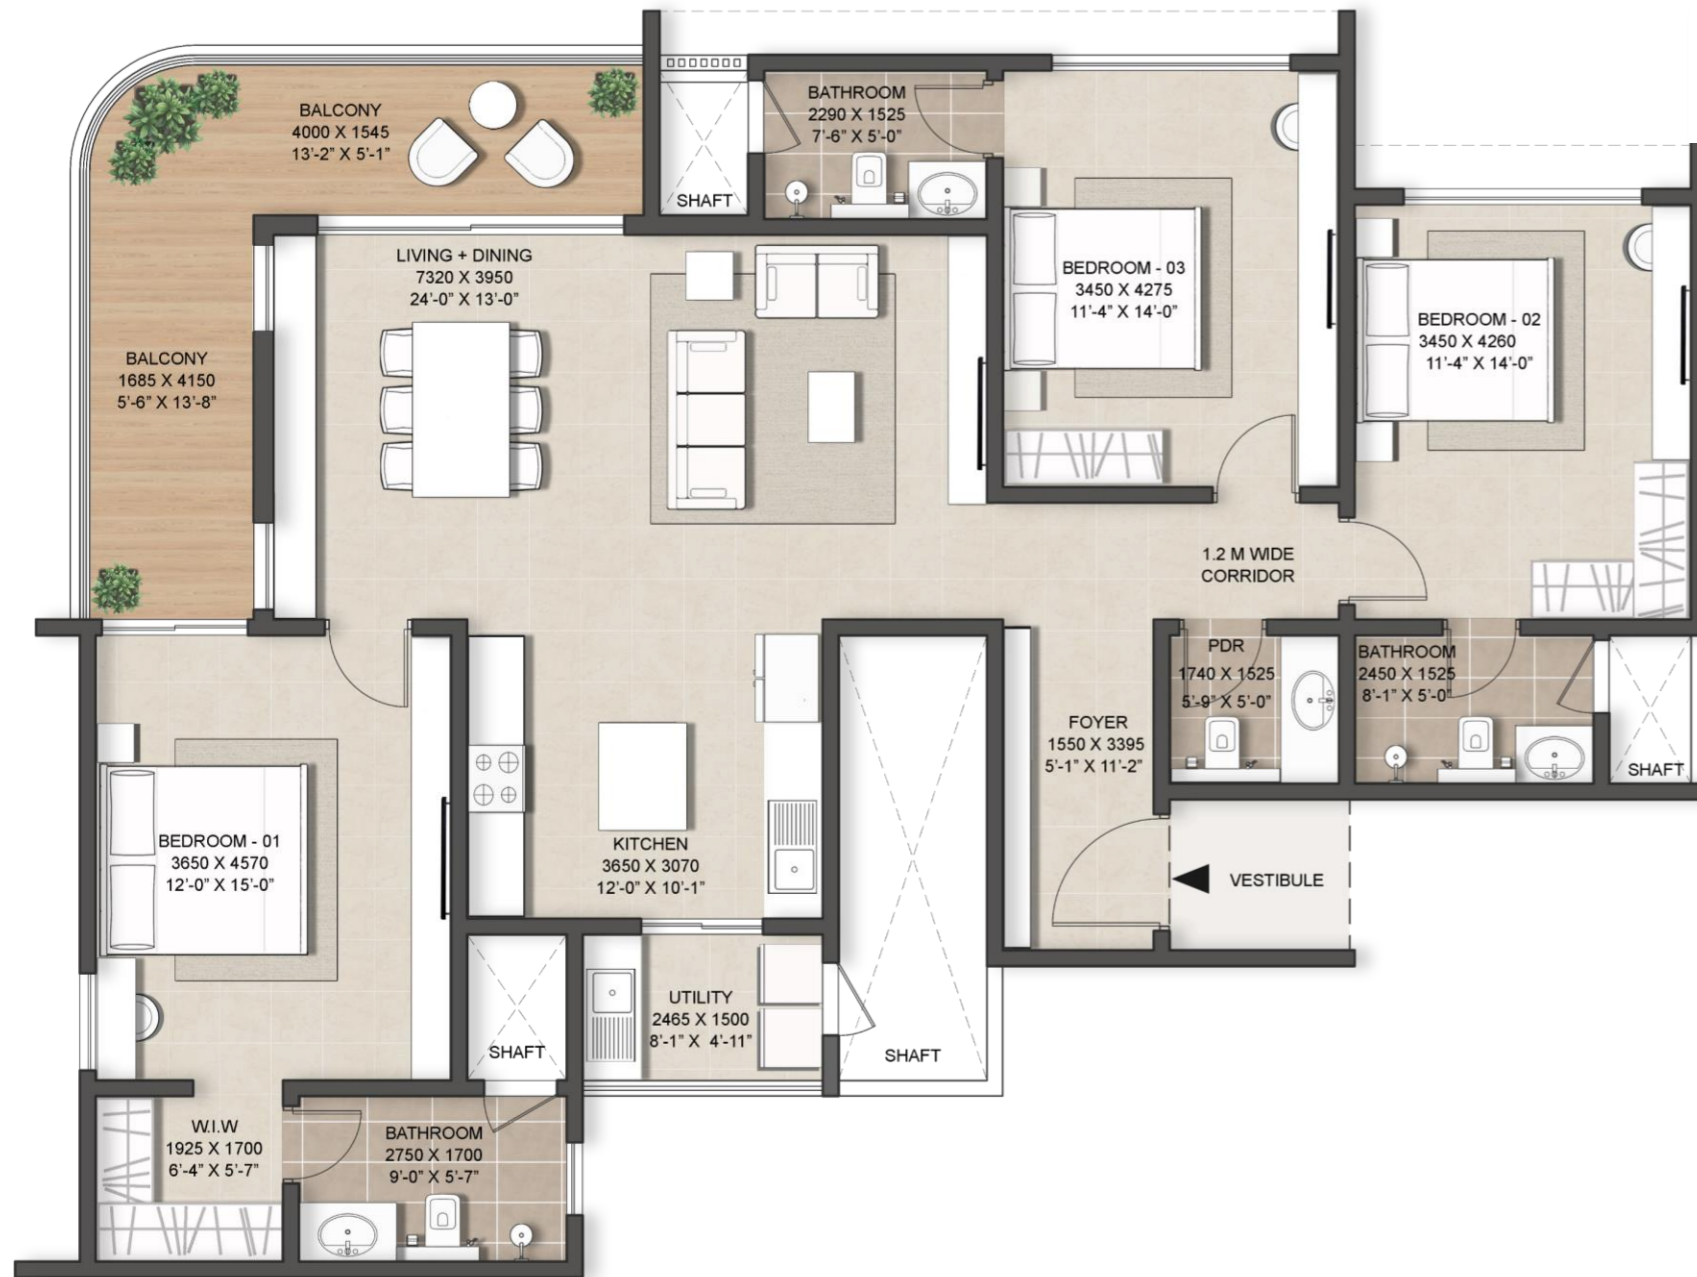 BALCONY
4000 X 1545
13'-2" X 5'-1"
BATHROOM
2290 X 1525
7'-6" X 5'-0"
SHAFT
LIVING + DINING
7320 X 3950
24'-0" X 13'-0"
BEDROOM - 03
3450 X 4275
11'-4" X 14'-0"
BEDROOM - 02
3450 X 4260
11'-4" X 14'-0"
BALCONY
1685 X 4150
5'-6" X 13'-8"
1.2 M WIDE
CORRIDOR
PDR
1740 X 1525
5'-9" X 5'-0"
BATHROOM
2450 X 1525
8'-1" X 5'-0"
SHAFT
FOYER
1550 X 3395
5'-1" X 11'-2"
BEDROOM - 01
3650 X 4570
12'-0" X 15'-0"
KITCHEN
3650 X 3070
12'-0" X 10'-1"
VESTIBULE
UTILITY
2465 X 1500
8'-1" X 4'-11"
SHAFT
SHAFT
W.I.W
1925 X 1700
6'-4" X 5'-7"
BATHROOM
2750 X 1700
9'-0" X 5'-7"